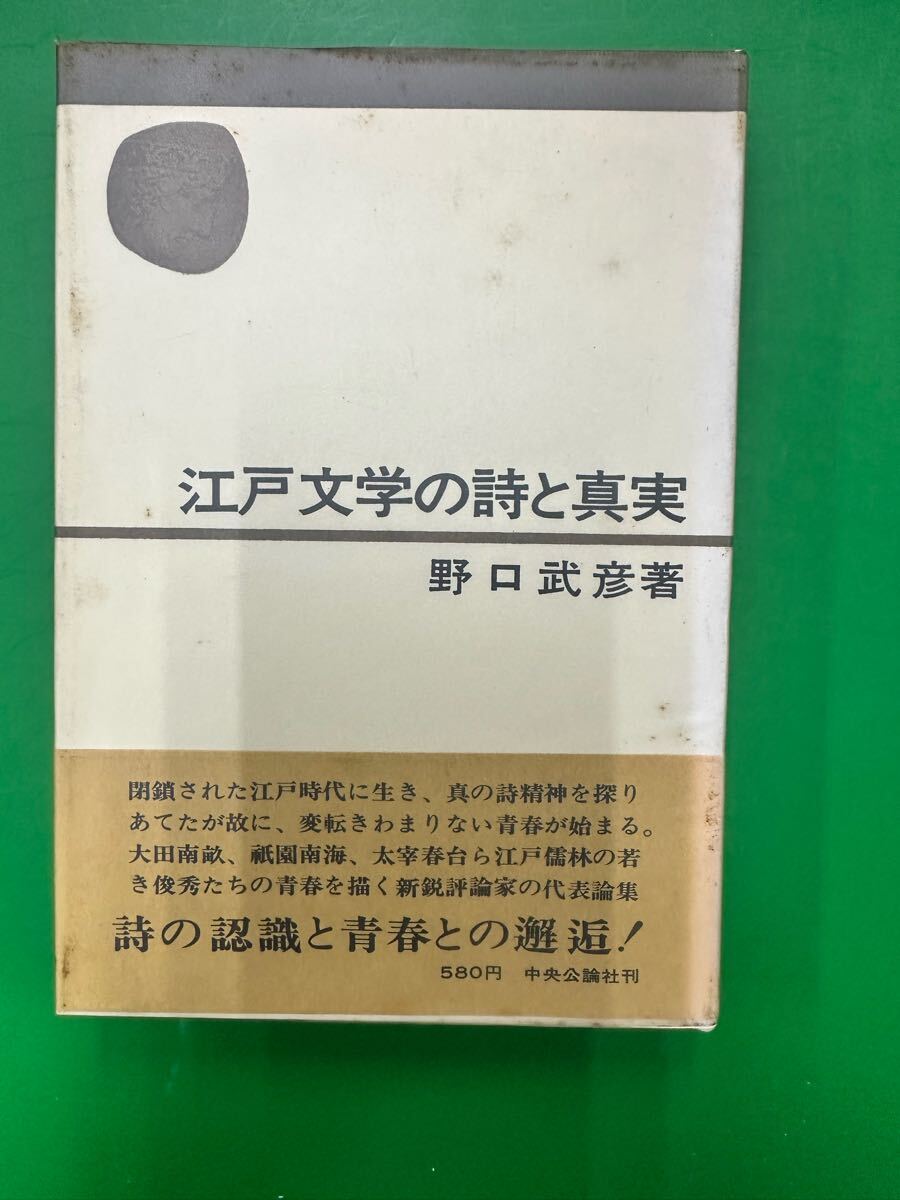 江戸文学の詩と真実
野口武彦著
閉鎖された江戸時代に生き、真の詩精神を探り
あてたが故に、変転きわまりない青春が始まる。
大田南畝、祇園南海、太宰春台ら江戸儒林の若
き俊秀たちの青春を描く新鋭評論家の代表論集
詩の認識と青春との邂逅!
580円 中央公論社刊